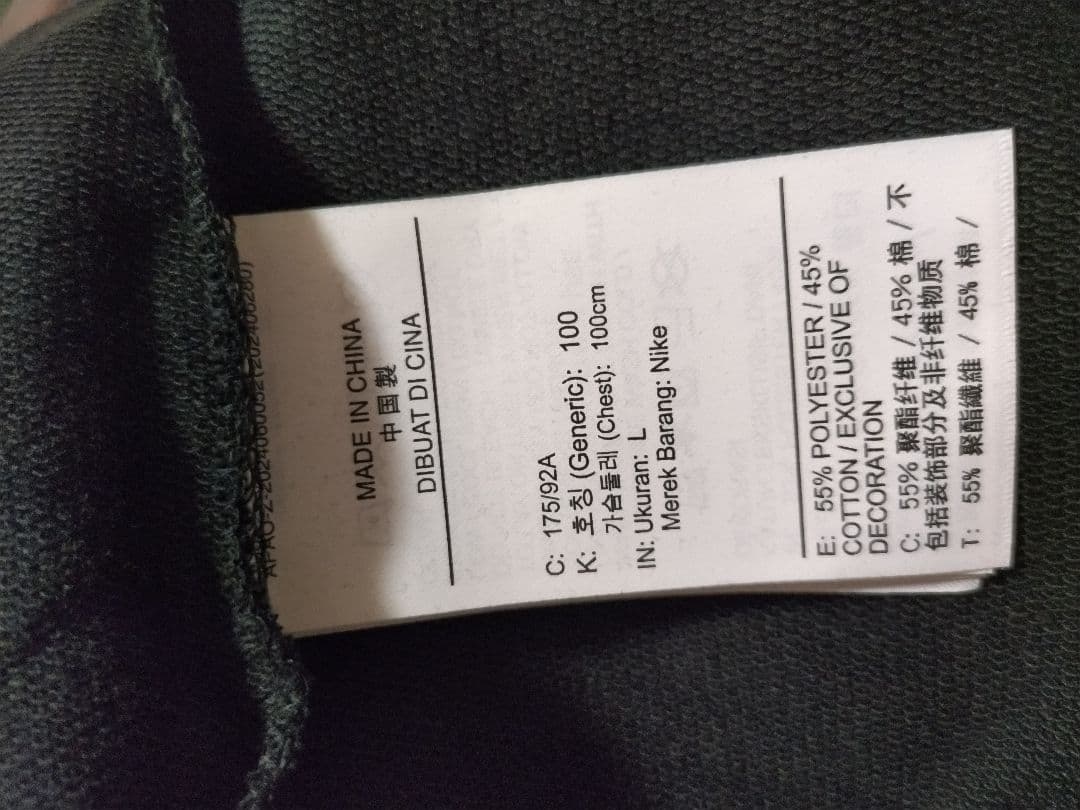 MADE IN CHINA
中国製
DIBUAT DI CINA
C: 175/92A
K: 호칭 (Generic): 100
가슴둘레 (Chest): 100cm
IN: Ukuran: L
Merek Barang: Nike
E: 55% POLYESTER / 45%
COTTON / EXCLUSIVE OF
DECORATION
C: 55% 聚酯纤维 / 45% 棉 / 不
包括装饰部分及非纤维物质
T: 55% 聚酯纖維 / 45% 棉 /